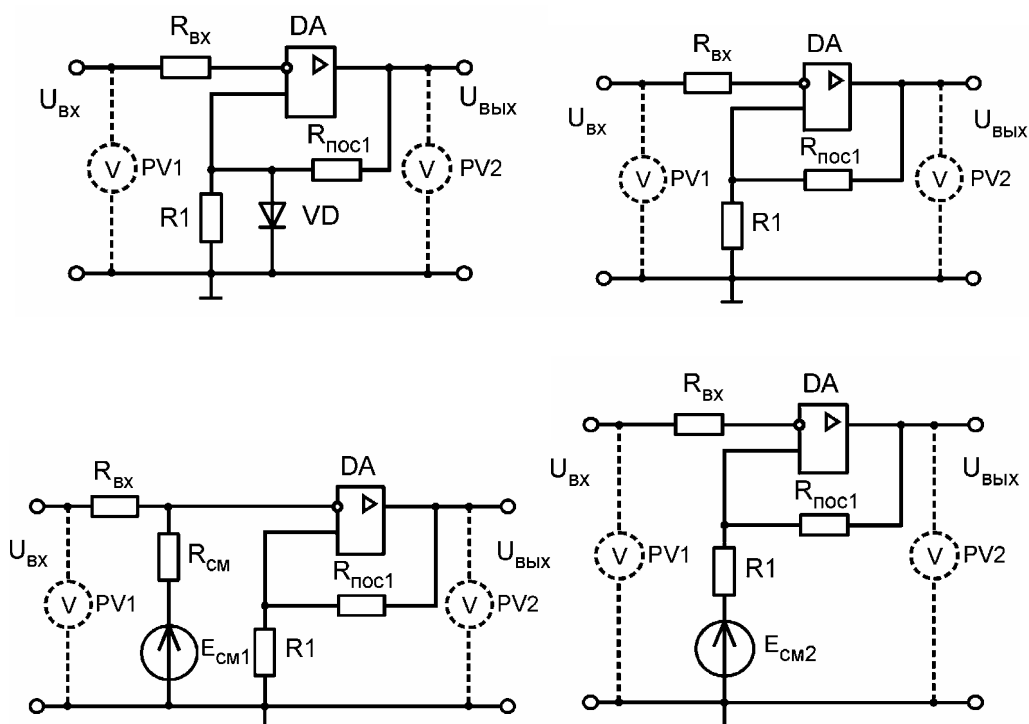 Rвх DA
Uвх Uвых
Rпос1
V PV1 V PV2
R1 VD
Rвх DA
Uвх Uвых
Rпос1
V PV1 V PV2
R1
Rвх DA
Uвх Uвых
Rсм Rпос1
V PV1 V PV2
Eсм1 R1
Rвх DA
Uвх Uвых
Rпос1
V PV1 R1 V PV2
Eсм2